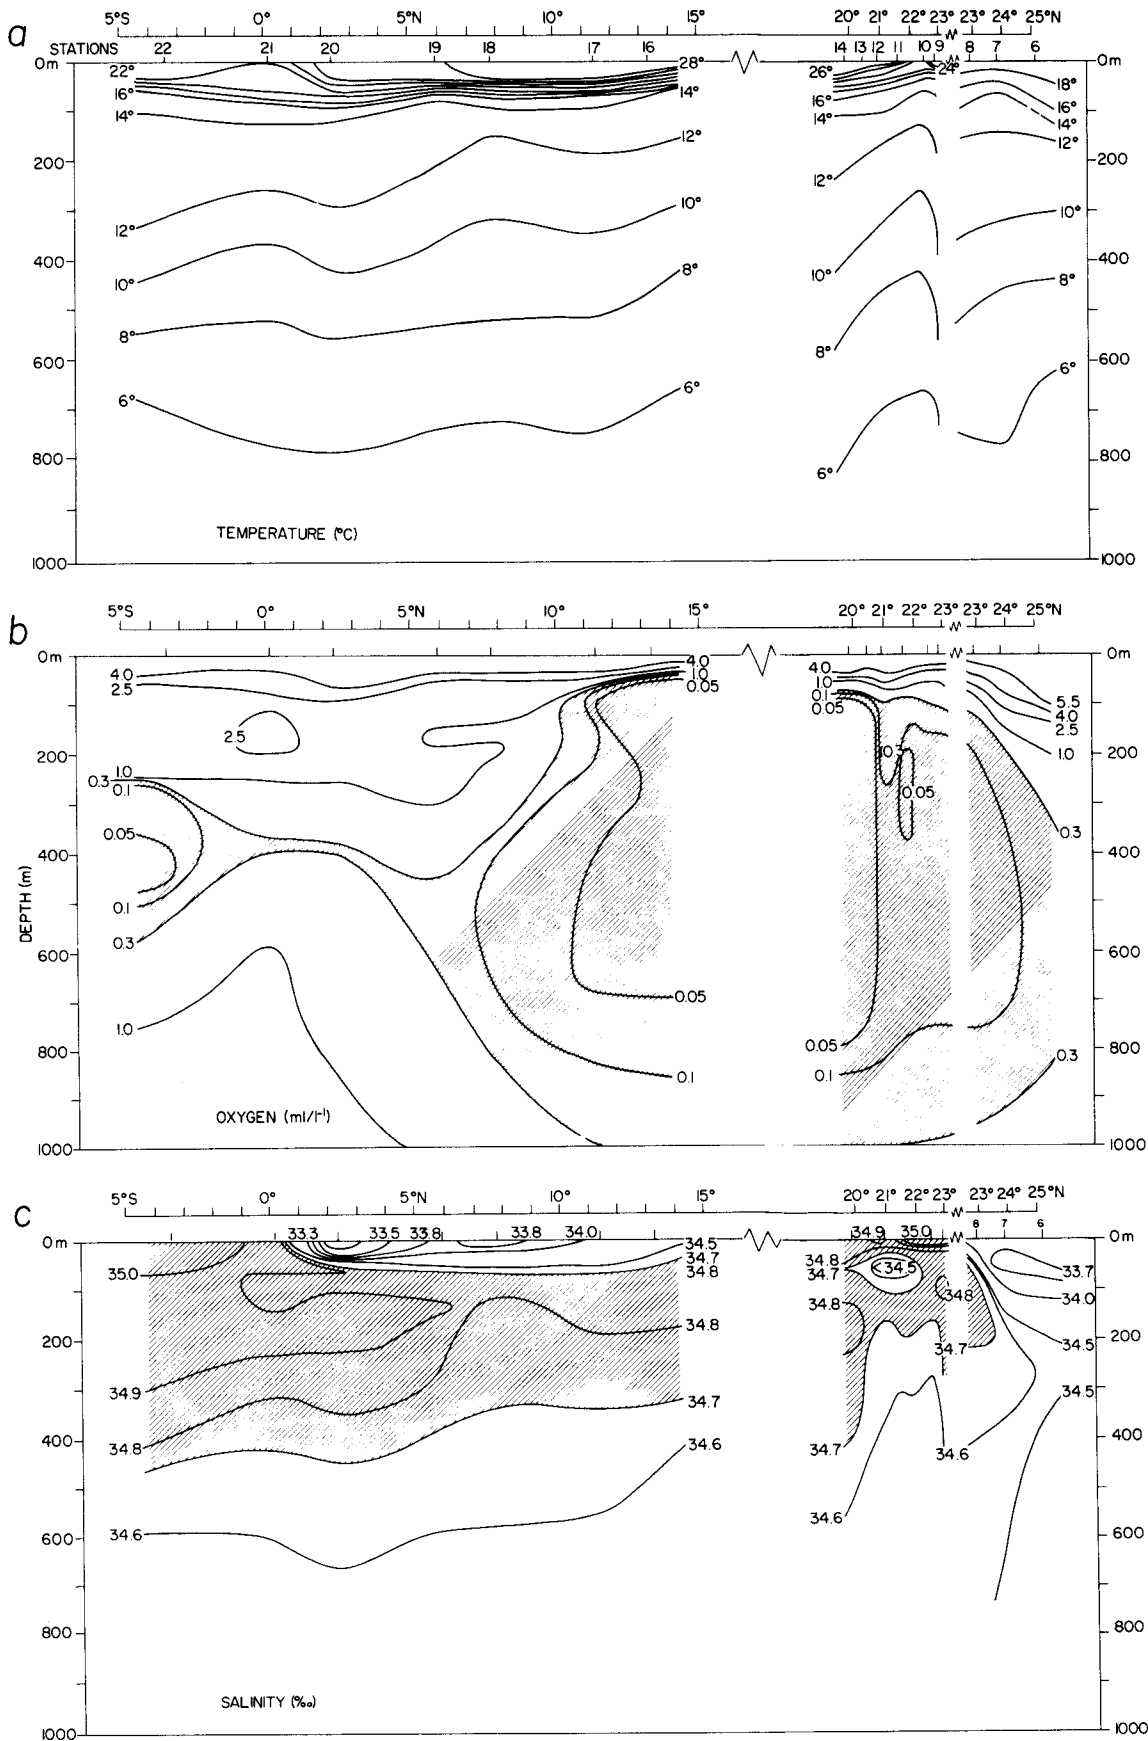 a
5°S 0° 5°N 10° 15° 20° 21° 22° 23° 23° 24° 25°N
STATIONS 22 21 20 19 18 17 16 14 13 12 11 10 9 8 7 6
0m 22° 28° 26° 24° 18° 0m
16° 14° 16° 16°
14° 14° 14°
12° 12°
200 200
12° 12°
10° 10°
10° 10°
400 8° 8° 400
8° 8°
600 600
6° 6° 6°
6°
800 800
TEMPERATURE (°C)
1000 1000
b
5°S 0° 5°N 10° 15° 20° 21° 22° 23° 23° 24° 25°N
0m 4.0 4.0 4.0 0m
2.5 1.0 1.0
0.05 0.1 5.5
0.05 4.0
2.5 2.5
200 0.3 1.0 200
1.0
0.3 0.1 0.05
0.05 0.3
400 400
0.1
DEPTH (m)
0.3
600 600
0.05
1.0
800 0.05 800
0.1 0.1 0.3
OXYGEN (ml/l⁻¹)
1000 1000
c
5°S 0° 5°N 10° 15° 20° 21° 22° 23° 23° 24° 25°N
33.3 33.5 33.8 33.8 34.0 34.9 35.0 8 7 6
0m 34.5 34.8 0m
35.0 34.7 34.7 <34.5 33.7
34.8 34.8 34.8 34.0
200 34.8 34.7 34.5 200
34.9 34.7 34.5
400 34.8 34.6 34.7 34.6 400
34.6 34.6
600 600
800 800
SALINITY (‰)
1000 1000